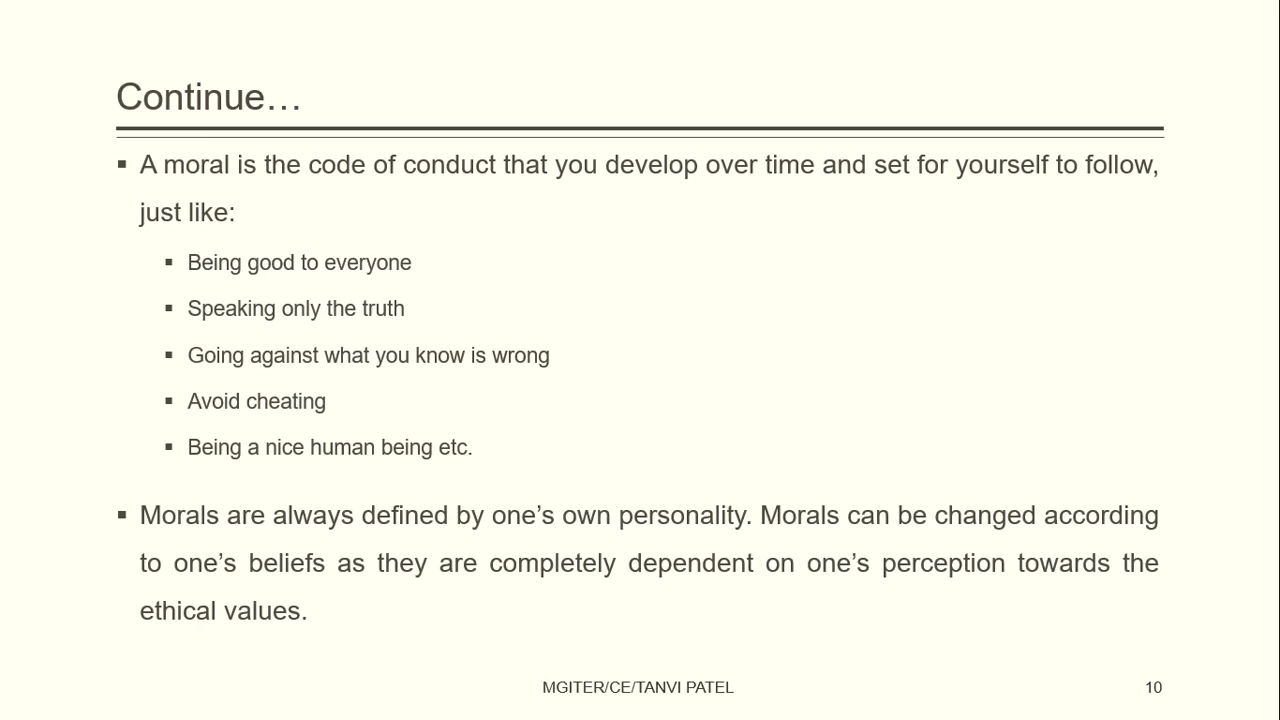 Continue…
▪ A moral is the code of conduct that you develop over time and set for yourself to follow,
just like:
▪ Being good to everyone
▪ Speaking only the truth
▪ Going against what you know is wrong
▪ Avoid cheating
▪ Being a nice human being etc.
▪ Morals are always defined by one’s own personality. Morals can be changed according
to one’s beliefs as they are completely dependent on one’s perception towards the
ethical values.
MGITER/CE/TANVI PATEL
10